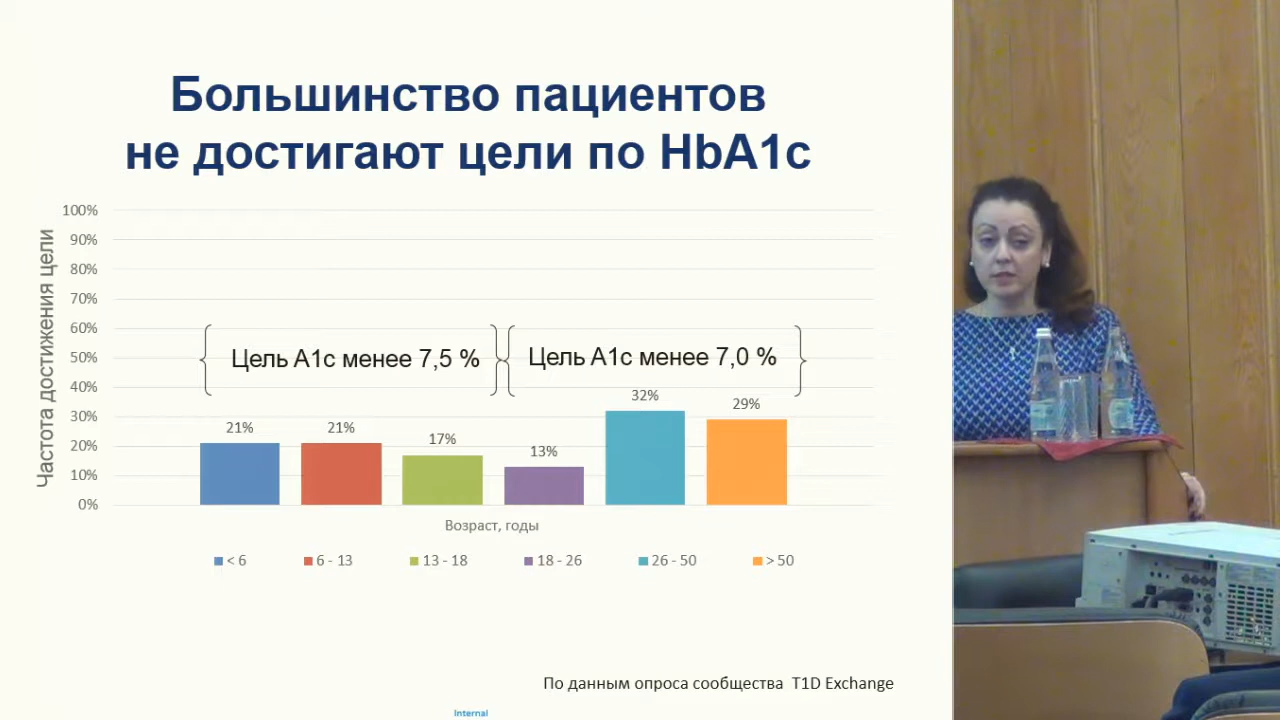 Большинство пациентов
не достигают цели по HbA1c
Частота достижения цели
100%
90%
80%
70%
60%
50%
40%
30%
20%
10%
0%
Цель A1c менее 7,5 %
Цель A1c менее 7,0 %
21%
21%
17%
13%
32%
29%
Возраст, годы
< 6
6 - 13
13 - 18
18 - 26
26 - 50
> 50
По данным опроса сообщества T1D Exchange
Internal